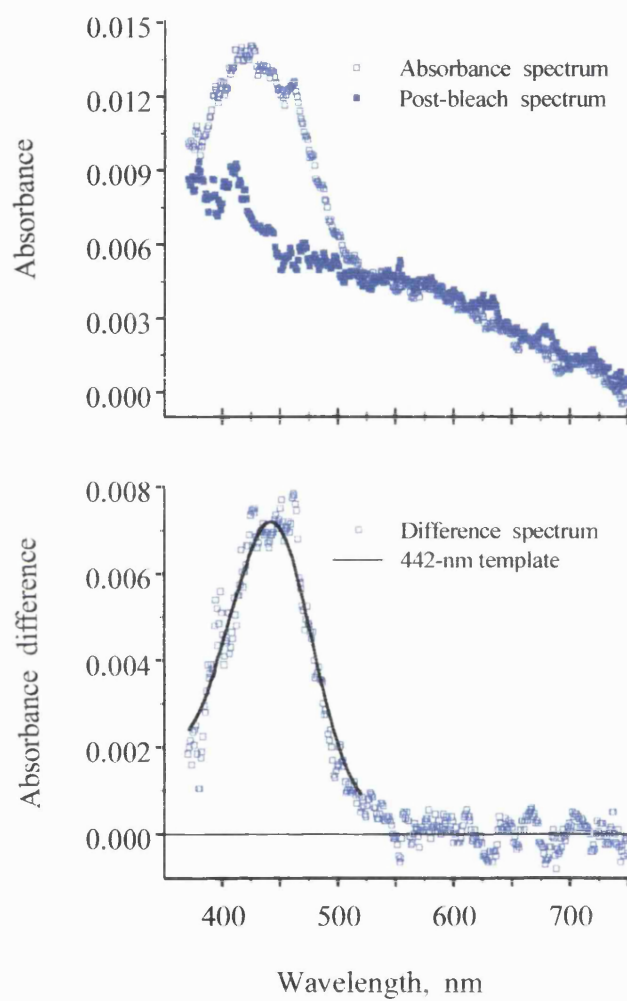 0.015
0.012
0.009
0.006
0.003
0.000
Absorbance
Absorbance spectrum
Post-bleach spectrum
0.008
0.006
0.004
0.002
0.000
Absorbance difference
Difference spectrum
442-nm template
400 500 600 700
Wavelength, nm